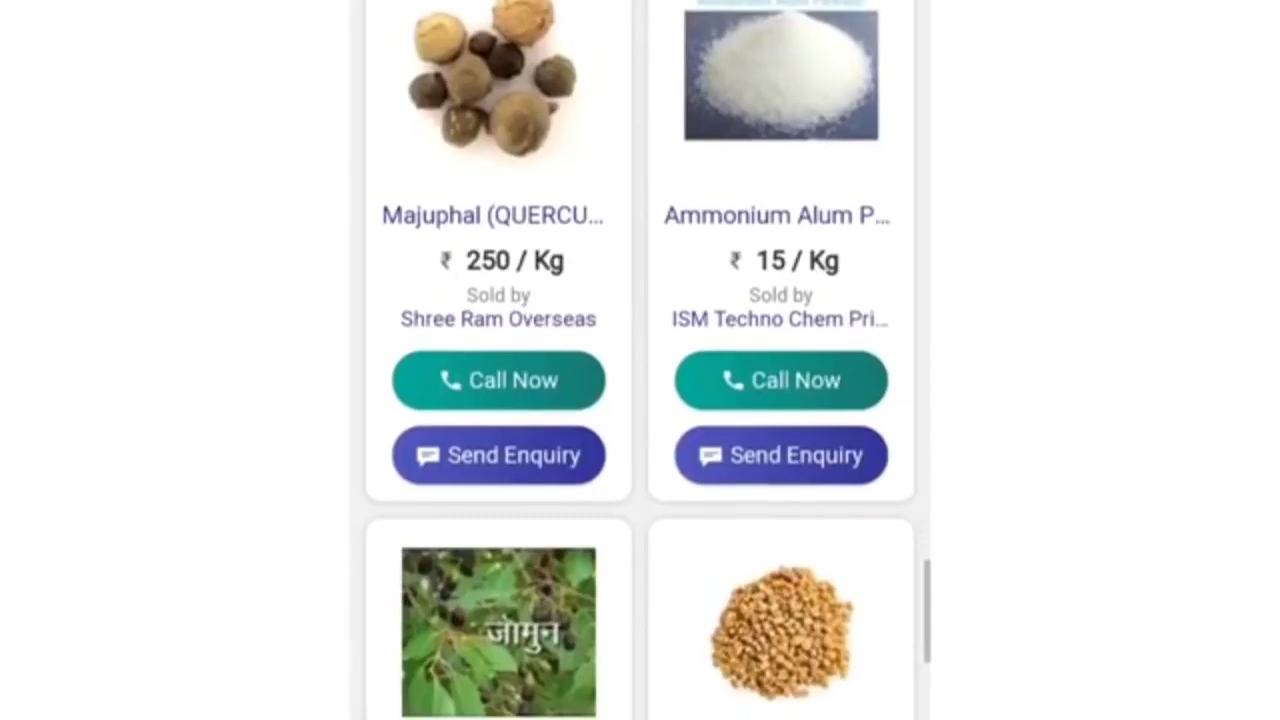 Majuphal (QUERCU...
₹ 250 / Kg
Sold by
Shree Ram Overseas
Call Now
Send Enquiry
Ammonium Alum P...
₹ 15 / Kg
Sold by
ISM Techno Chem Pri...
Call Now
Send Enquiry
जामुन